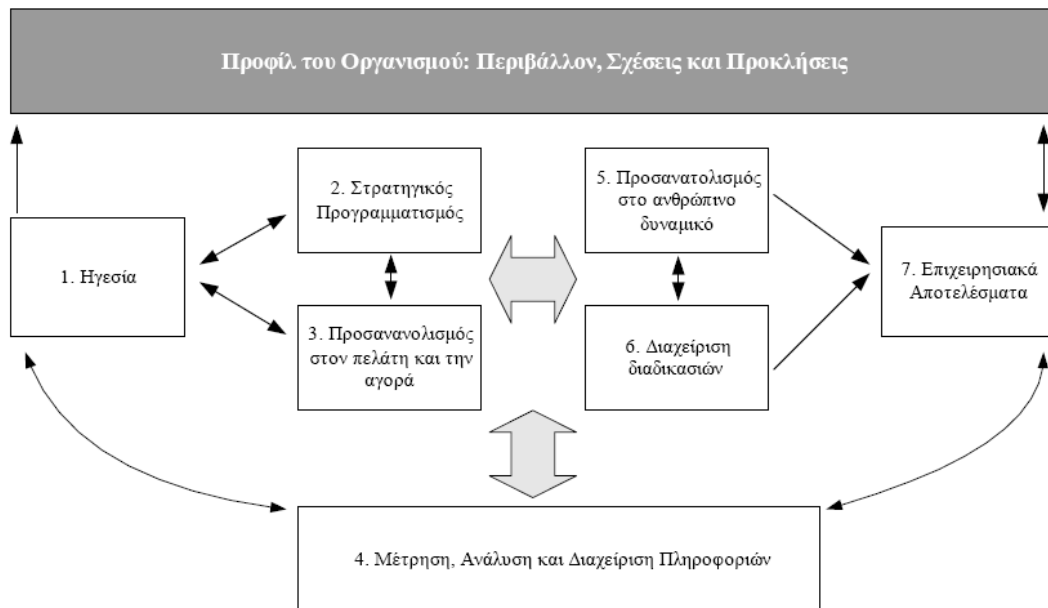 Προφίλ του Οργανισμού: Περιβάλλον, Σχέσεις και Προκλήσεις
1. Ηγεσία
2. Στρατηγικός
Προγραμματισμός
3. Προσανανολισμός
στον πελάτη και την
αγορά
5. Προσανατολισμός
στο ανθρώπινο
δυναμικό
6. Διαχείριση
διαδικασιών
7. Επιχειρησιακά
Αποτελέσματα
4. Μέτρηση, Ανάλυση και Διαχείριση Πληροφοριών